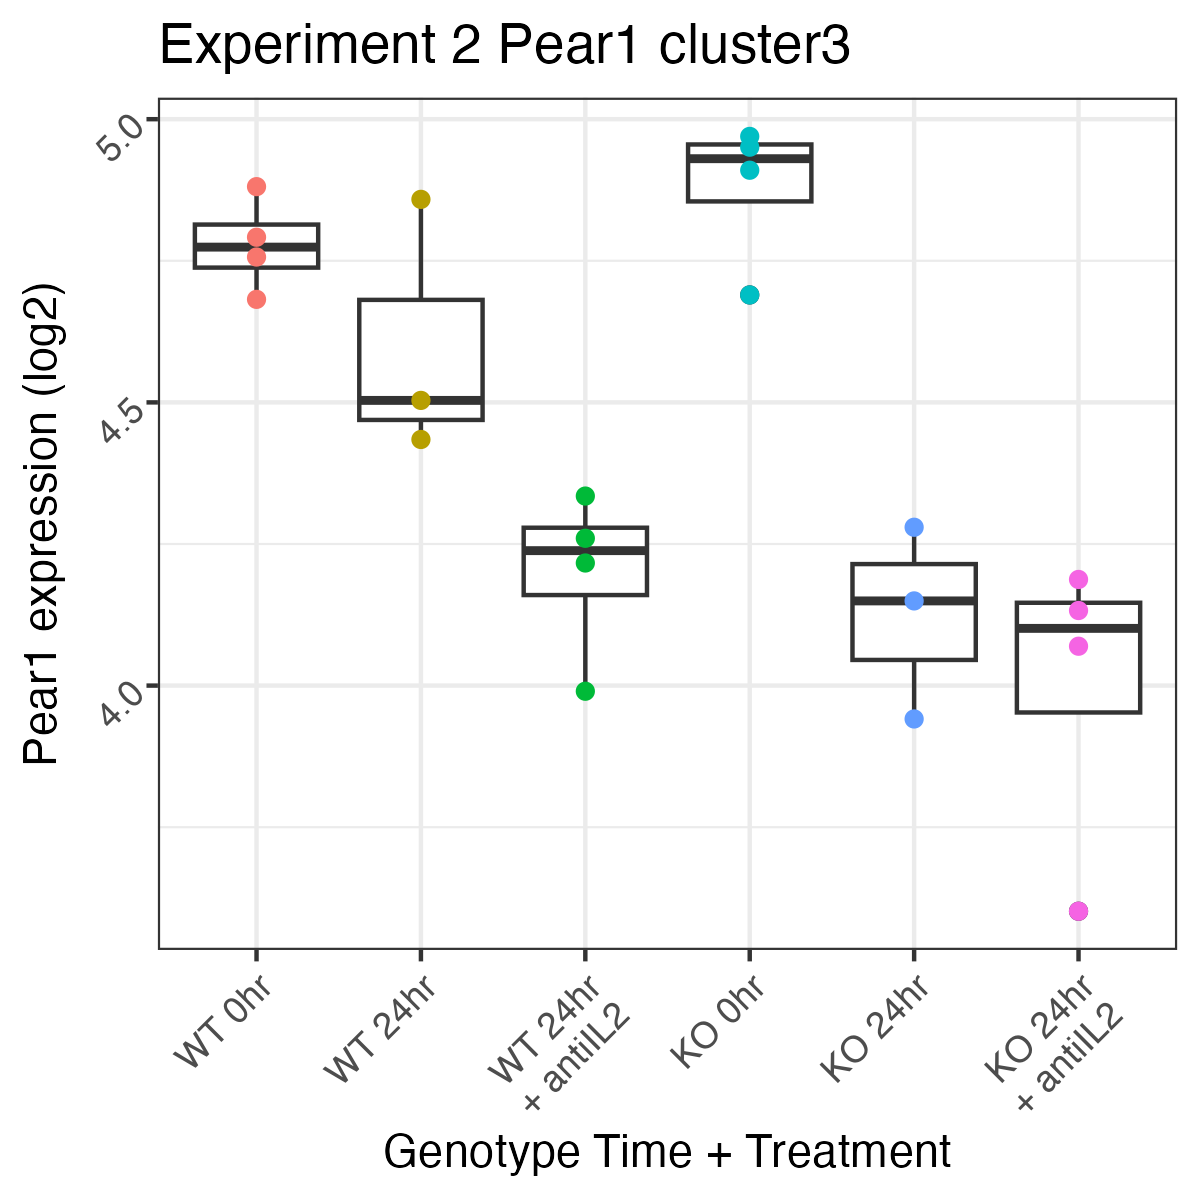 Experiment 2 Pear1 cluster3
Pear1 expression (log2)
5.0
4.5
4.0
WT 0hr
WT 24hr
WT 24hr
+ antiIL2
KO 0hr
KO 24hr
KO 24hr
+ antiIL2
Genotype Time + Treatment